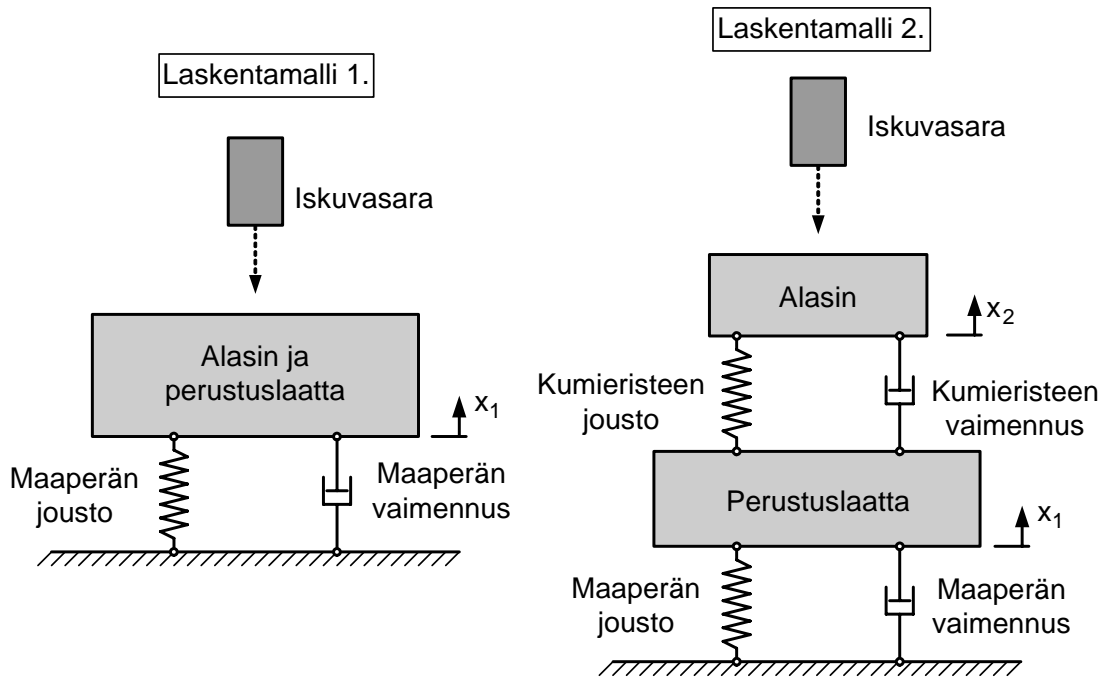 Laskentamalli 1.
Iskuvasara
Alasin ja
perustuslaatta
x1
Maaperän
jousto
Maaperän
vaimennus
Laskentamalli 2.
Iskuvasara
Alasin
x2
Kumieristeen
jousto
Kumieristeen
vaimennus
Perustuslaatta
x1
Maaperän
jousto
Maaperän
vaimennus